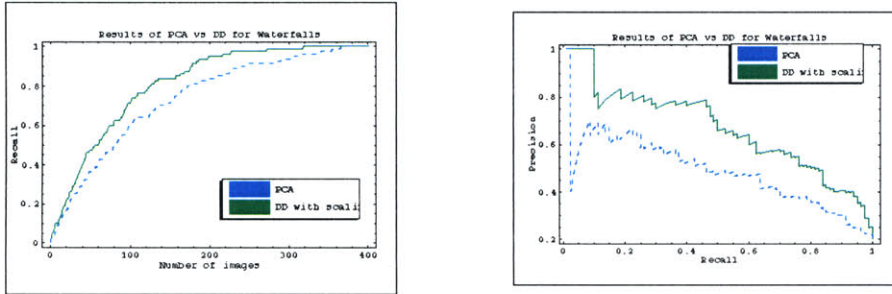 Results of PCA vs DD for Waterfalls
1
0.8
0.6
0.4
0.2
0
Recall
PCA
DD with scali
0 100 200 300 400
Number of images
Results of PCA vs DD for Waterfalls
1
0.8
0.6
0.4
0.2
Precision
PCA
DD with scali
0 0.2 0.4 0.6 0.8 1
Recall